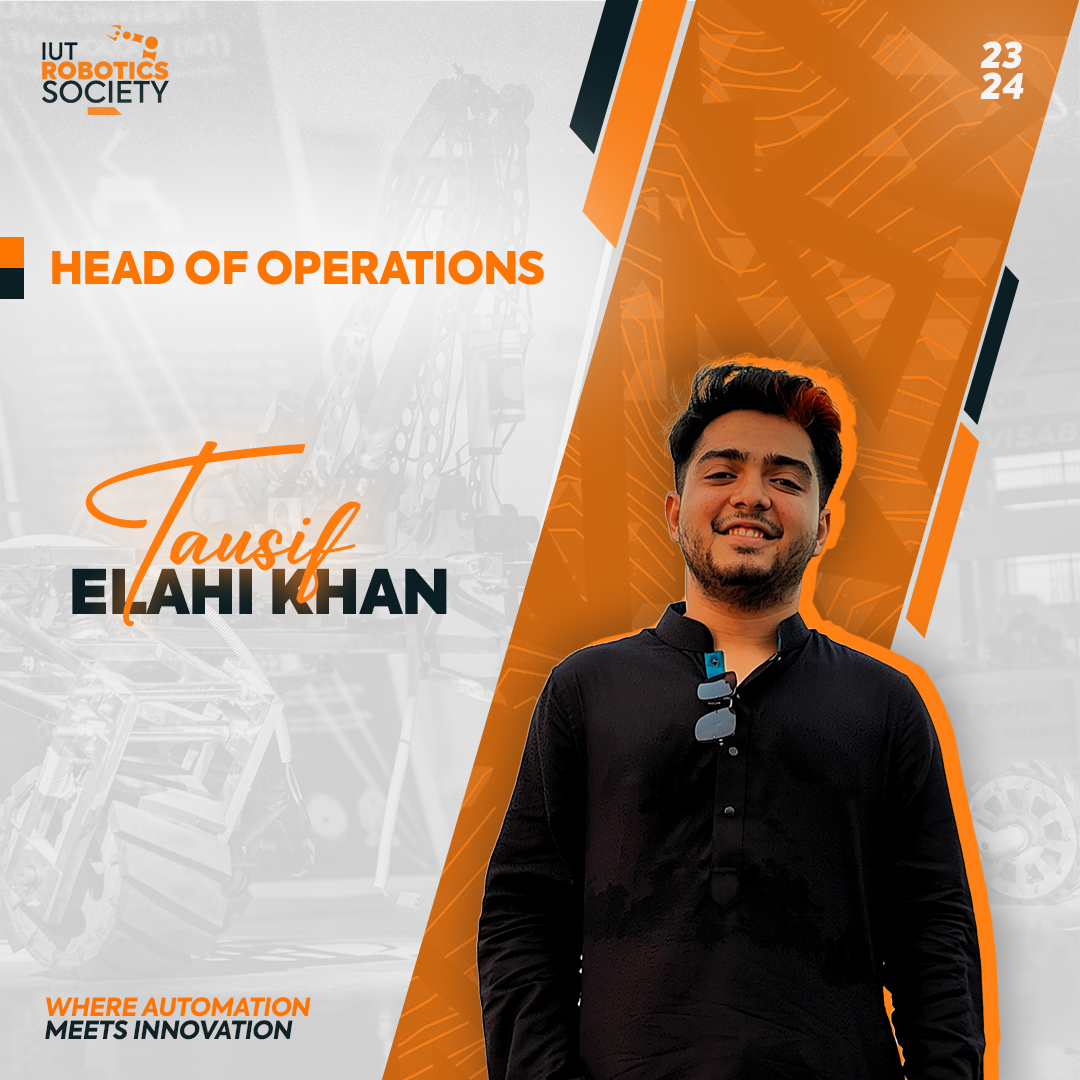 IUT
ROBOTICS
SOCIETY
23
24
HEAD OF OPERATIONS
Tausif
ELAHI KHAN
WHERE AUTOMATION
MEETS INNOVATION